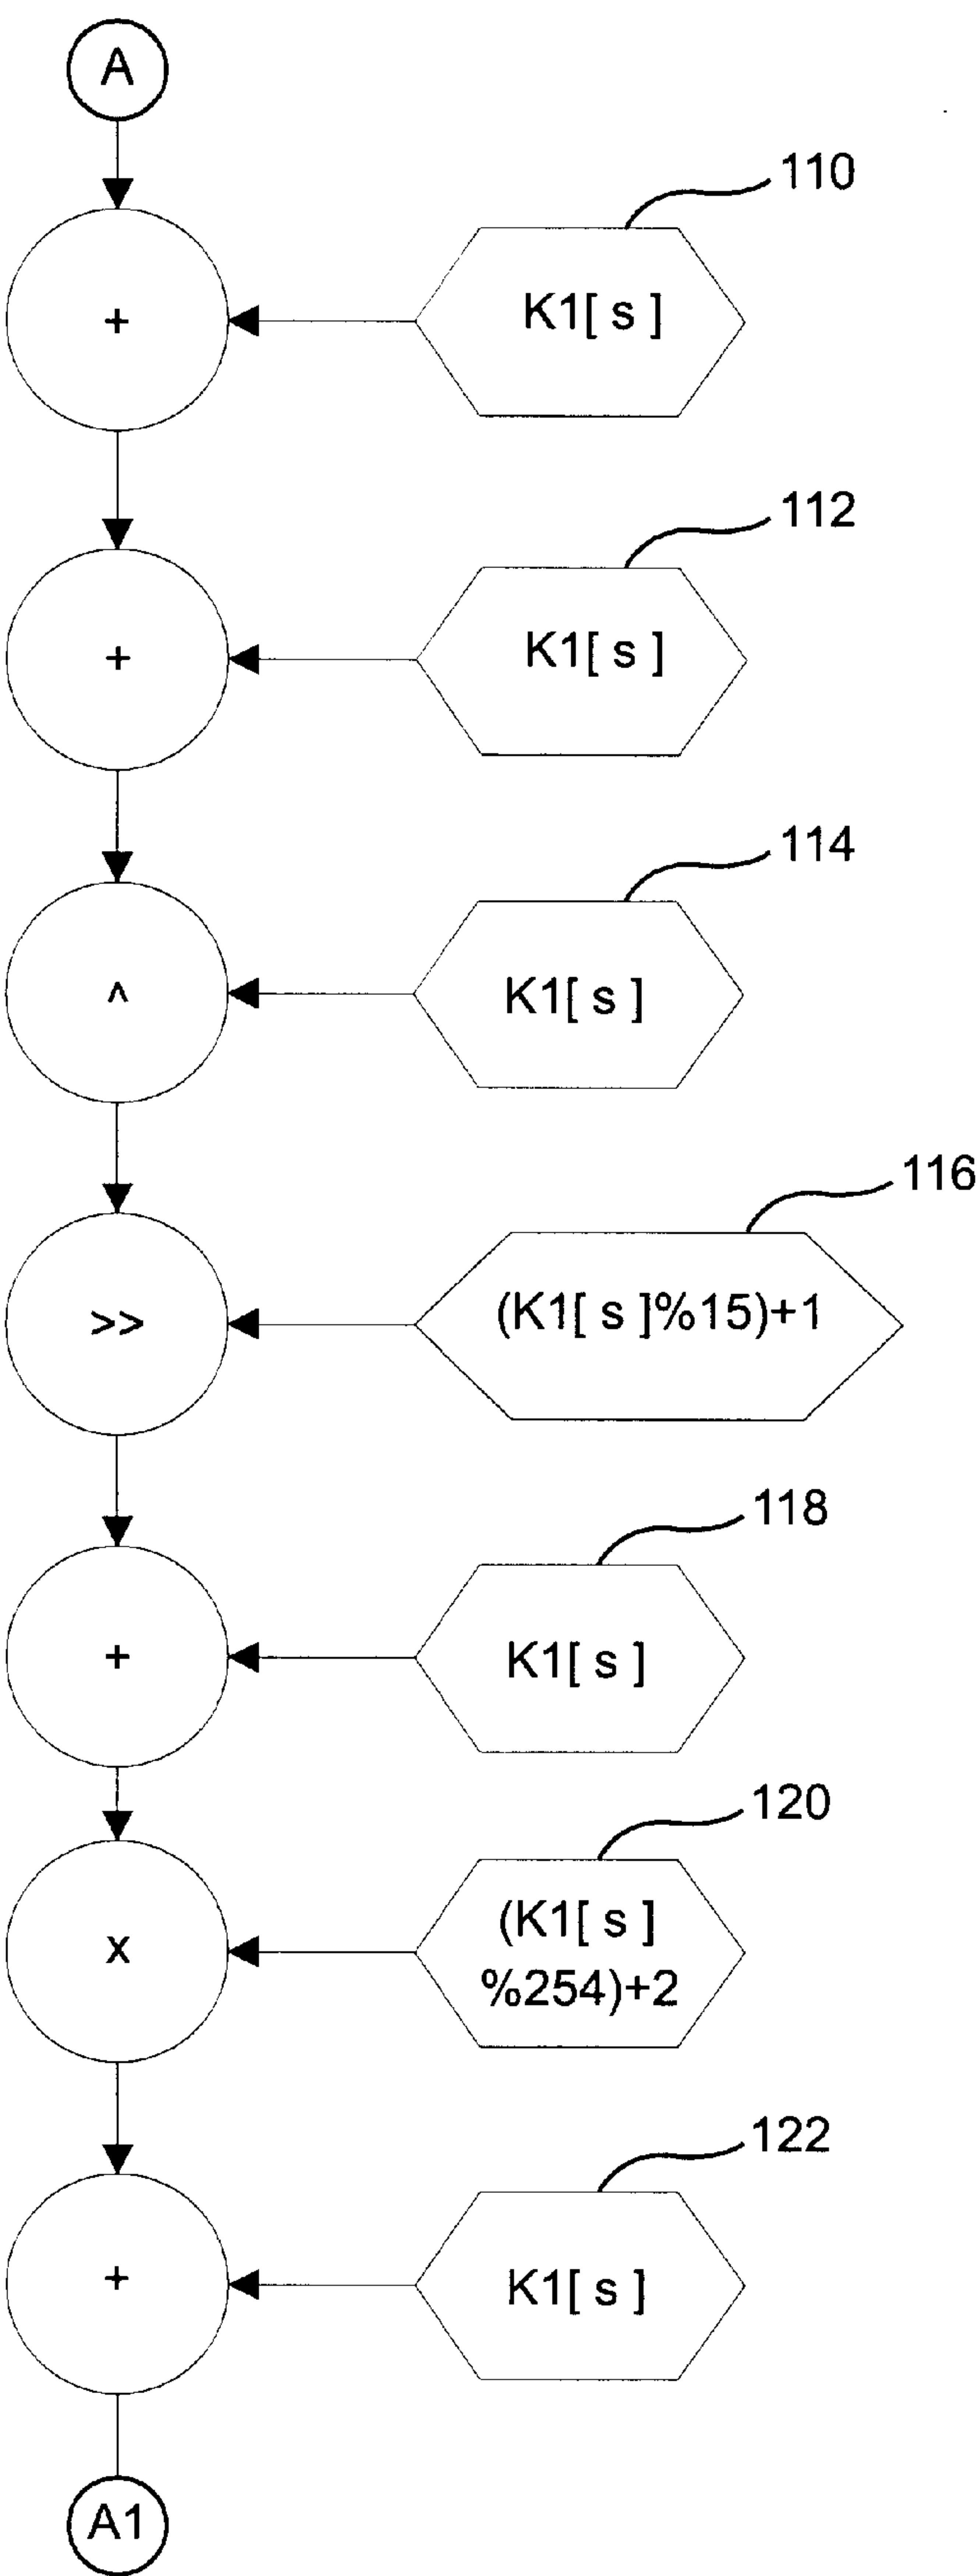 A
110
+
K1[ s ]
112
+
K1[ s ]
114
^
K1[ s ]
116
>>
(K1[ s ]%15)+1
118
+
K1[ s ]
120
x
(K1[ s ]
%254)+2
122
+
K1[ s ]
A1